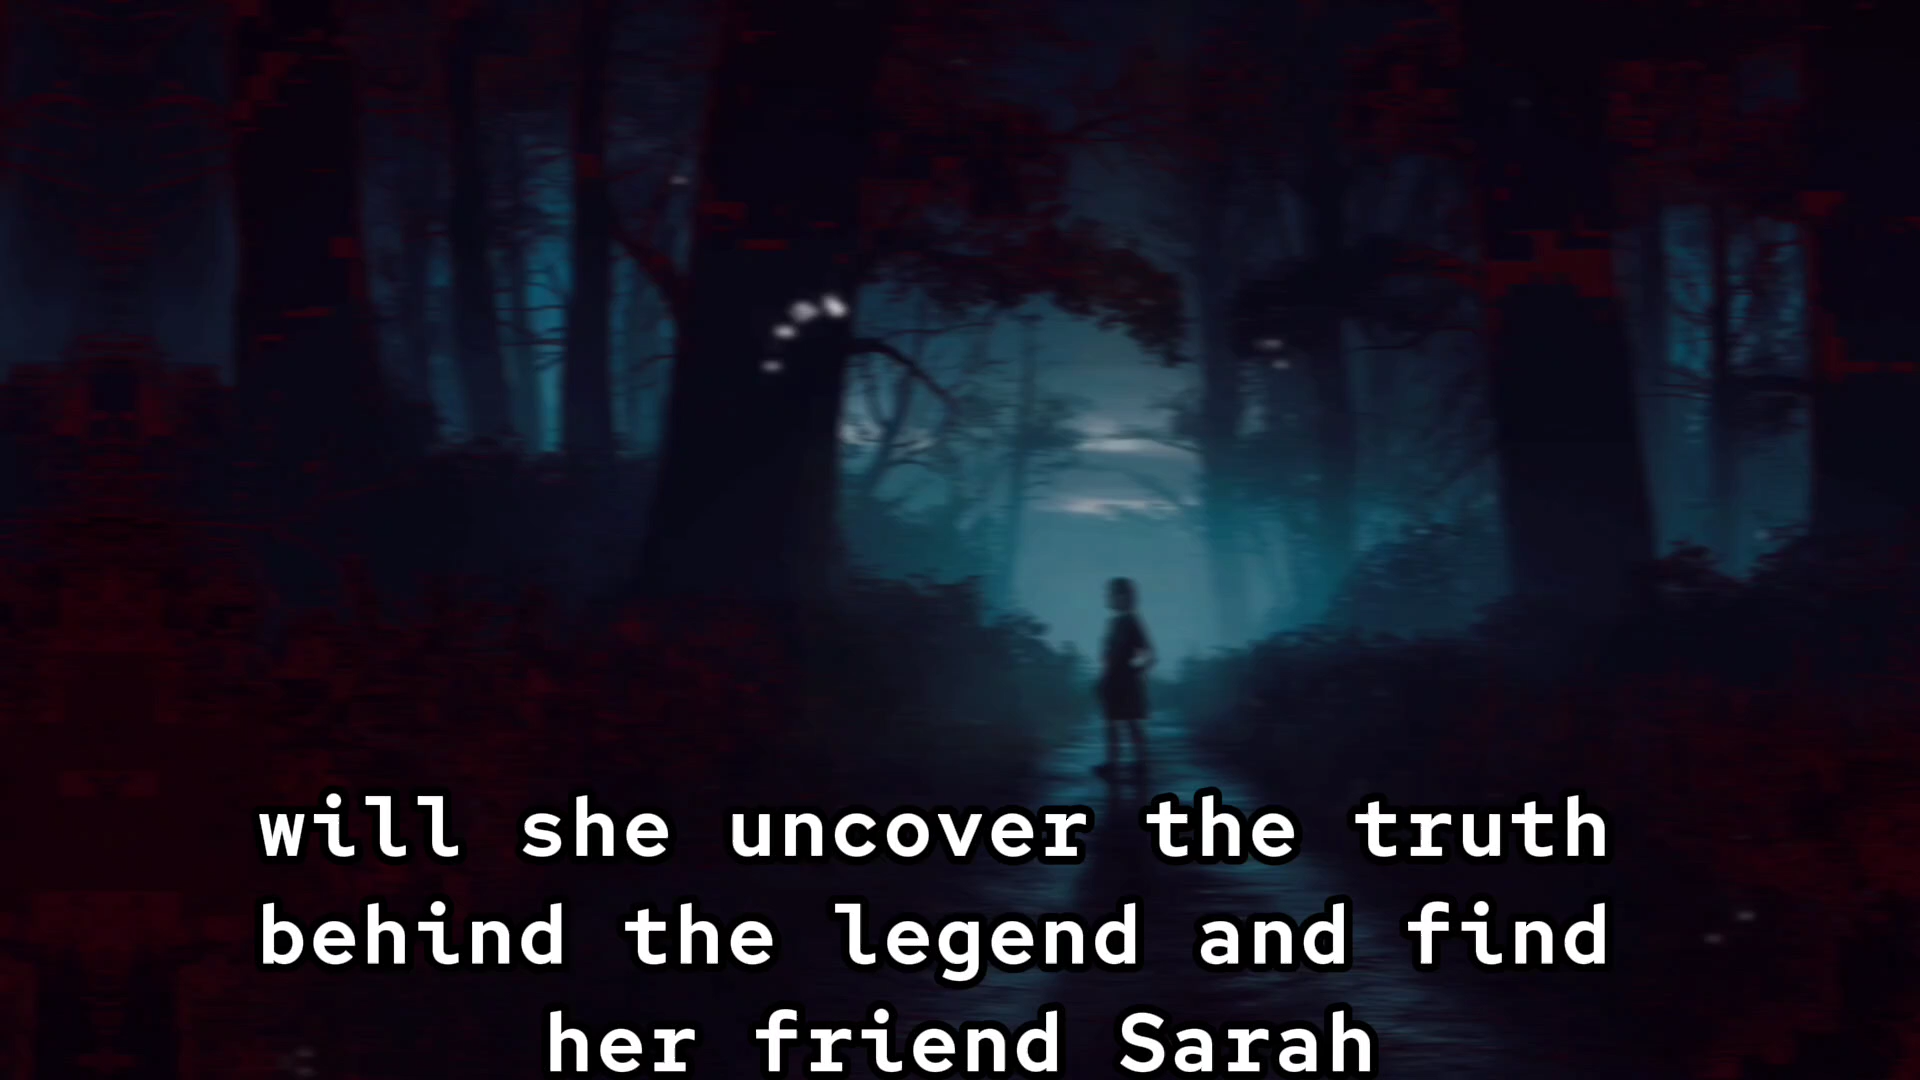 will she uncover the truth
behind the legend and find
her friend Sarah